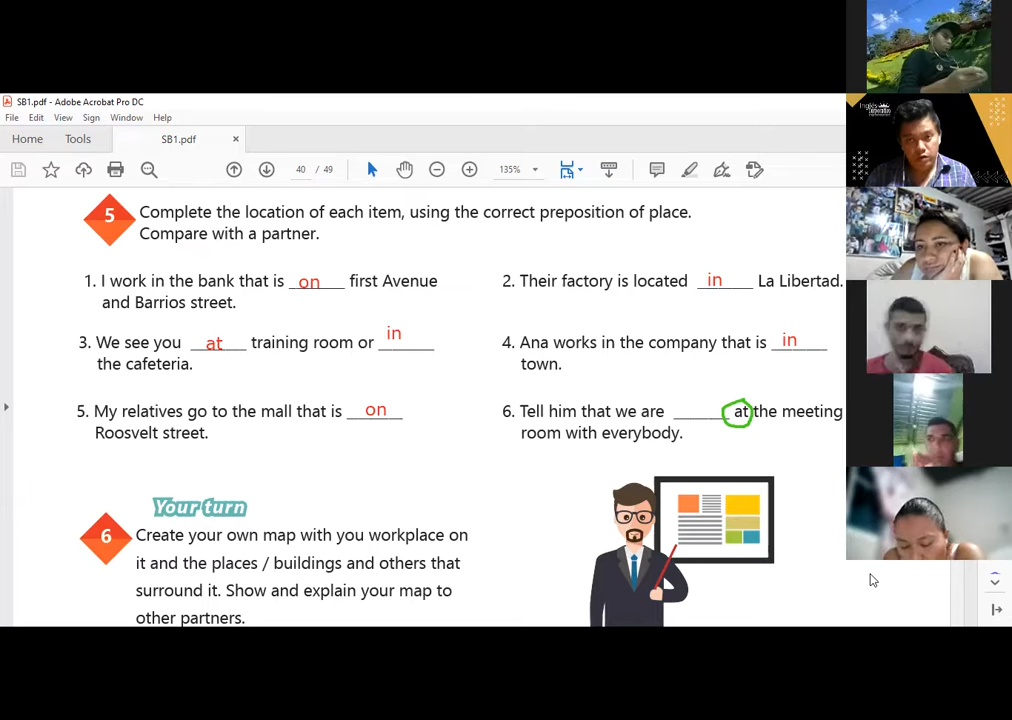 SB1.pdf - Adobe Acrobat Pro DC
File Edit View Sign Window Help
Home Tools SB1.pdf ×
40 / 49 135%
5 Complete the location of each item, using the correct preposition of place.
Compare with a partner.
1. I work in the bank that is on first Avenue
and Barrios street.
2. Their factory is located in La Libertad.
3. We see you at training room or in
the cafeteria.
4. Ana works in the company that is in
town.
5. My relatives go to the mall that is on
Roosvelt street.
6. Tell him that we are ______ at the meeting
room with everybody.
Your turn
6 Create your own map with you workplace on
it and the places / buildings and others that
surround it. Show and explain your map to
other partners.